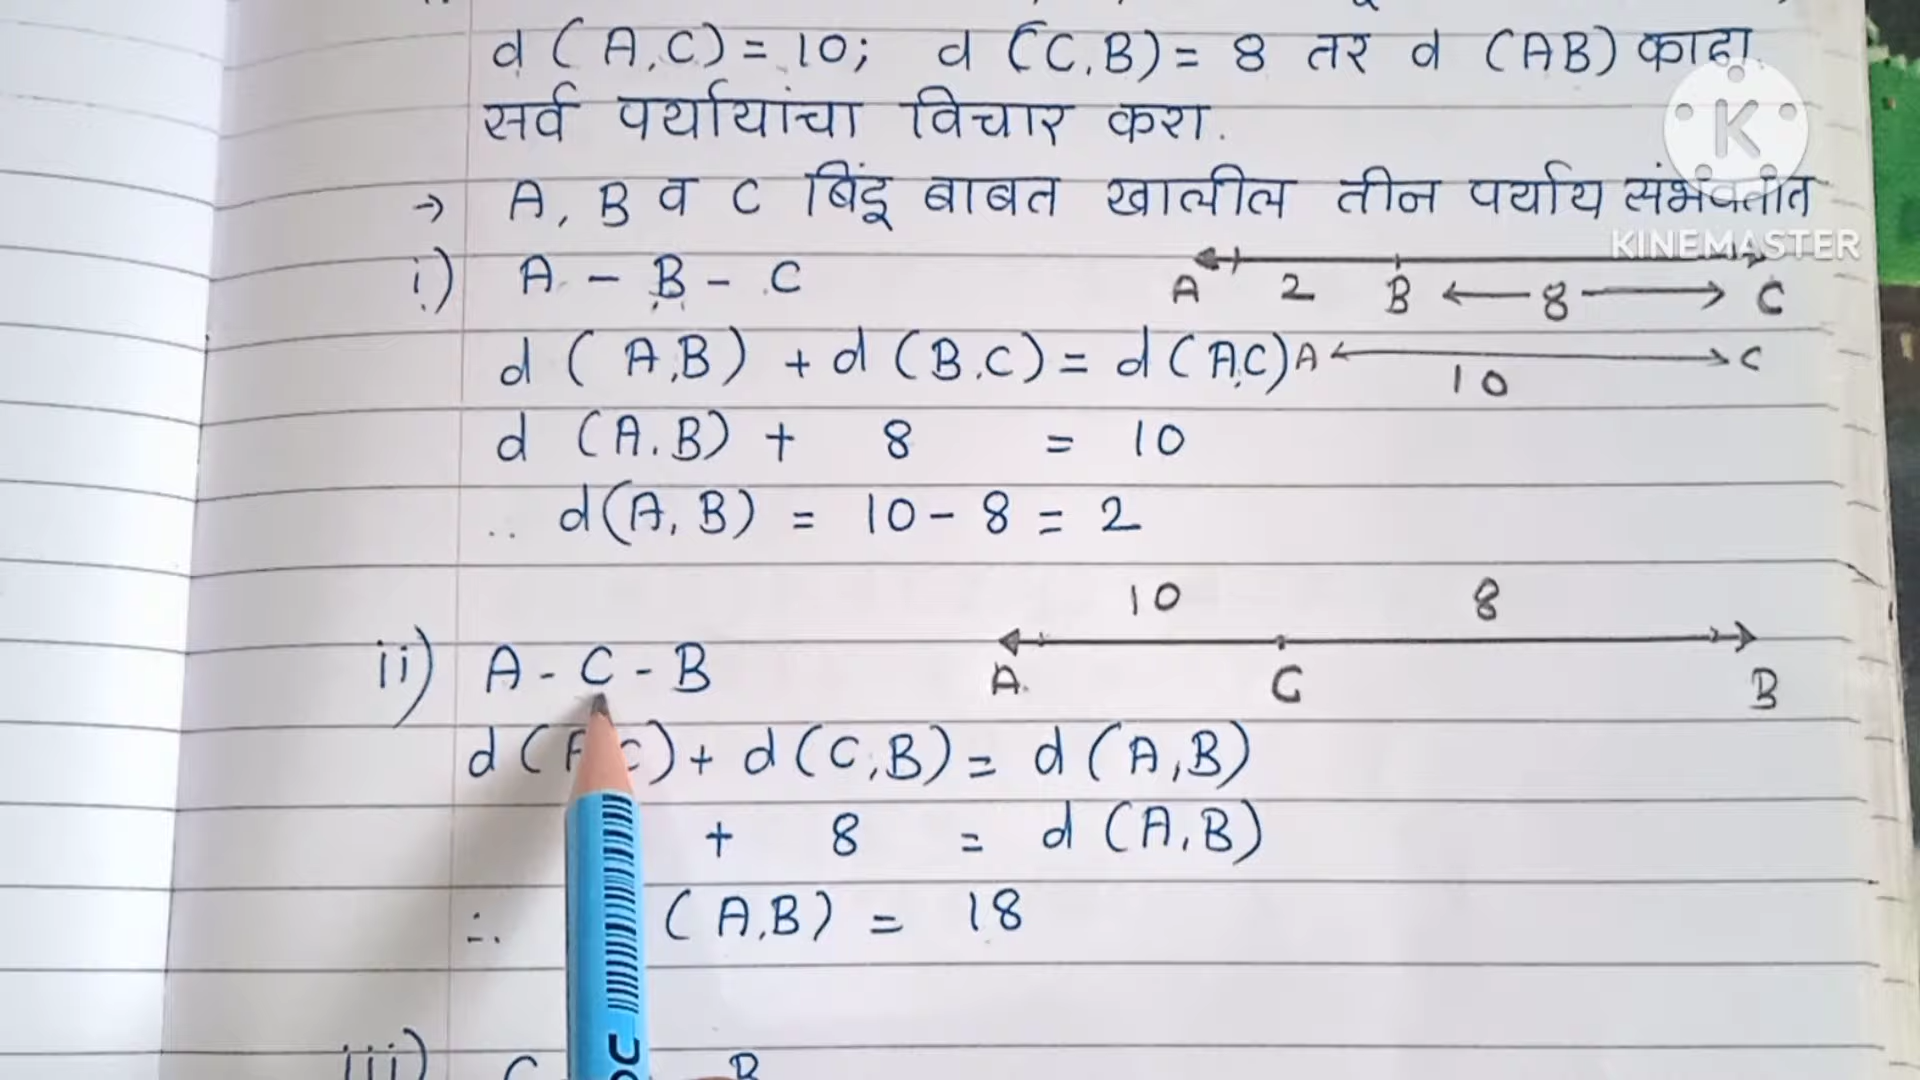 d (A,C) = 10; d (C,B) = 8 तर d (AB) काढा.
सर्व पर्यायांचा विचार करा.
→ A, B व C बिंदू बाबत खालील तीन पर्याय संभवतात
KINEMASTER
i) A - B - C
A 2 B ← 8 → C
d (A,B) + d (B,C) = d (A,C)
A ← → C
10
d (A,B) + 8 = 10
∴ d(A,B) = 10 - 8 = 2
10 8
ii) A - C - B
A C B
d ( C) + d (C,B) = d (A,B)
+ 8 = d (A,B)
∴ (A,B) = 18
iii) C B